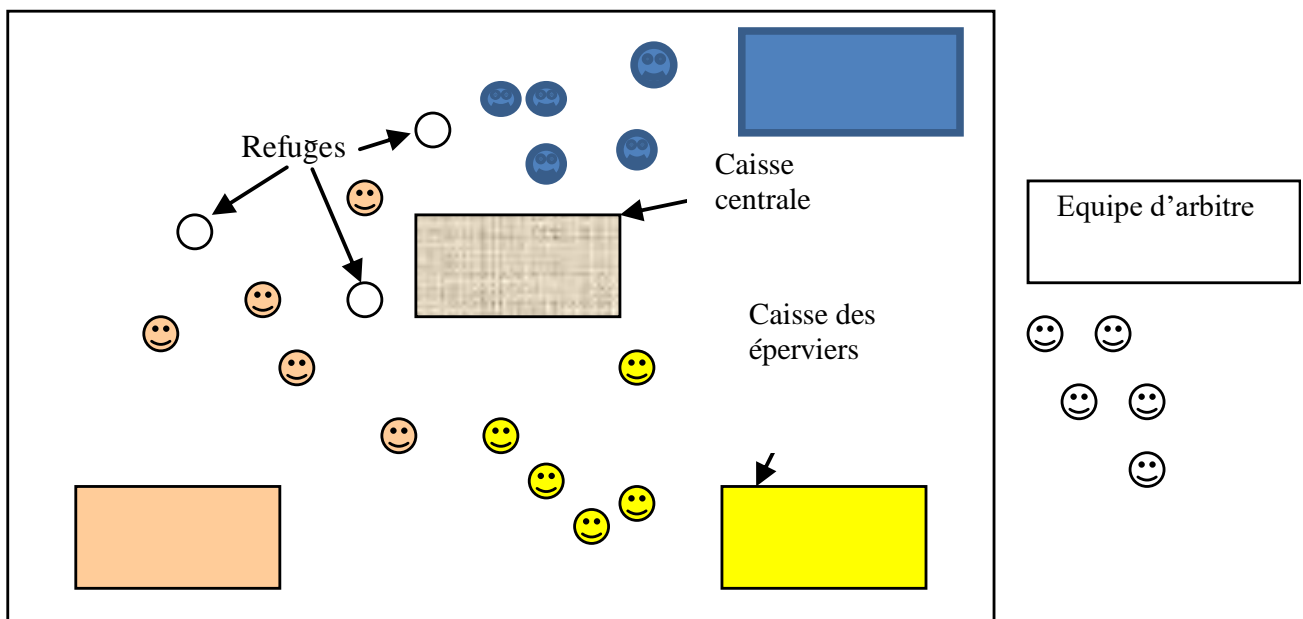 Refuges
Caisse
centrale
Equipe d'arbitre
Caisse des
éperviers